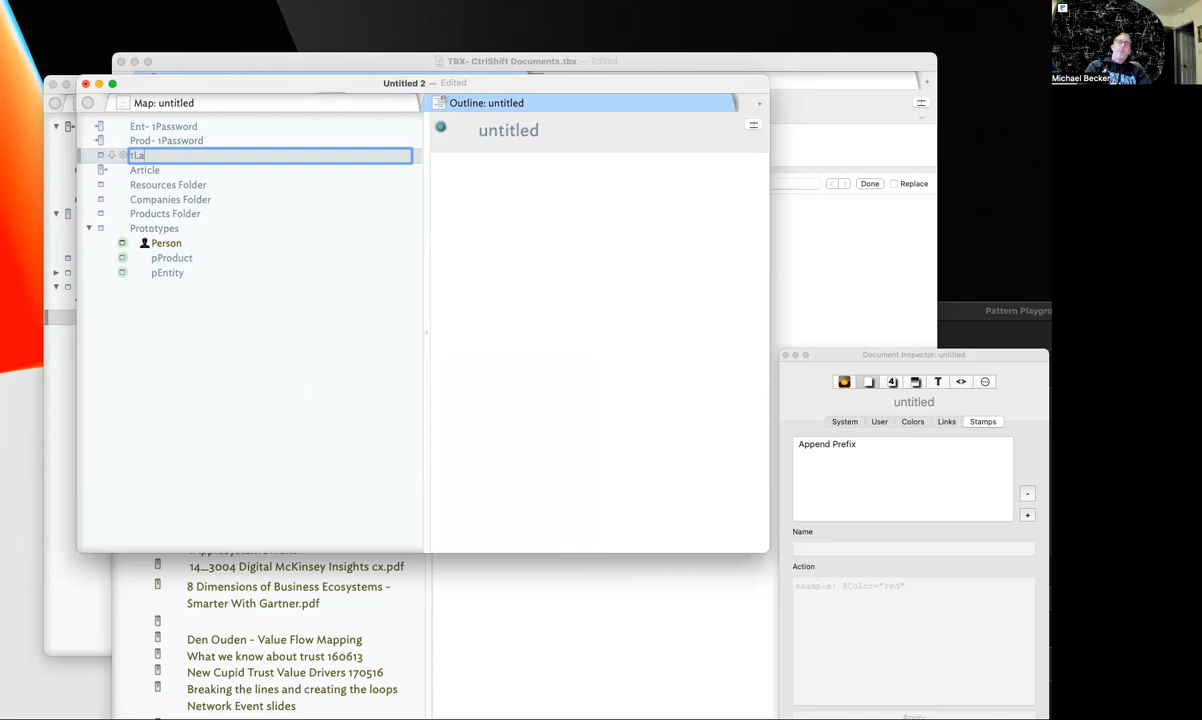 TBX- CtrlShift Documents.tbx — Edited
Untitled 2 — Edited
Map: untitled
Outline: untitled
untitled
Ent- 1Password
Prod- 1Password
1La
Article
Resources Folder
Companies Folder
Products Folder
Prototypes
Person
pProduct
pEntity
Done
Replace
Michael Becker
Pattern Playgro
Document Inspector: untitled
4 T <>
untitled
System User Colors Links Stamps
Append Prefix
-
+
Name
Action
example: $Color="red"
Apply
14_3004 Digital McKinsey Insights cx.pdf
8 Dimensions of Business Ecosystems -
Smarter With Gartner.pdf
Den Ouden - Value Flow Mapping
What we know about trust 160613
New Cupid Trust Value Drivers 170516
Breaking the lines and creating the loops
Network Event slides